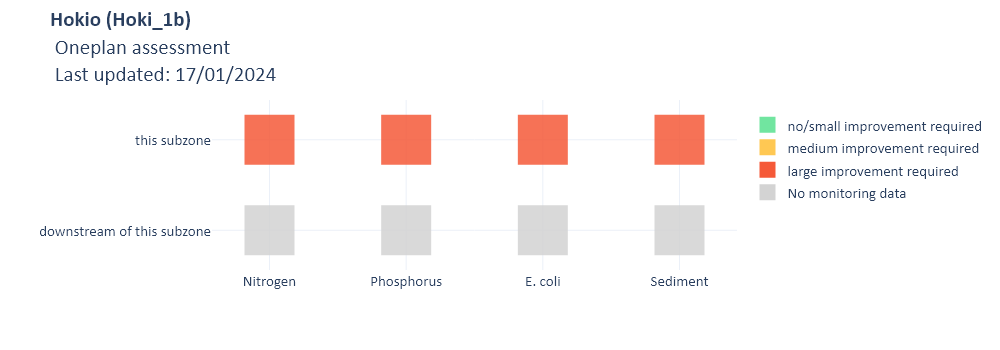 Hokio (Hoki_1b)
Oneplan assessment
Last updated: 17/01/2024
this subzone
downstream of this subzone
Nitrogen
Phosphorus
E. coli
Sediment
no/small improvement required
medium improvement required
large improvement required
No monitoring data